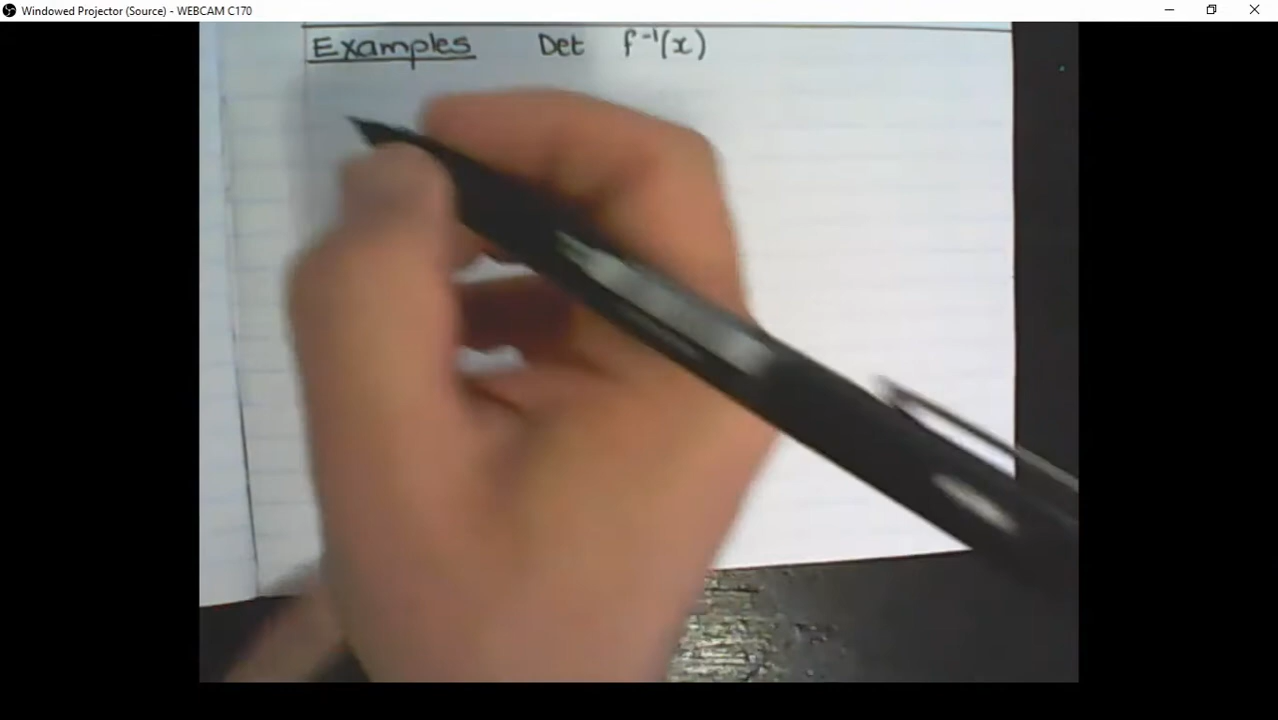 Windowed Projector (Source) - WEBCAM C170
Examples Det f⁻¹(x)